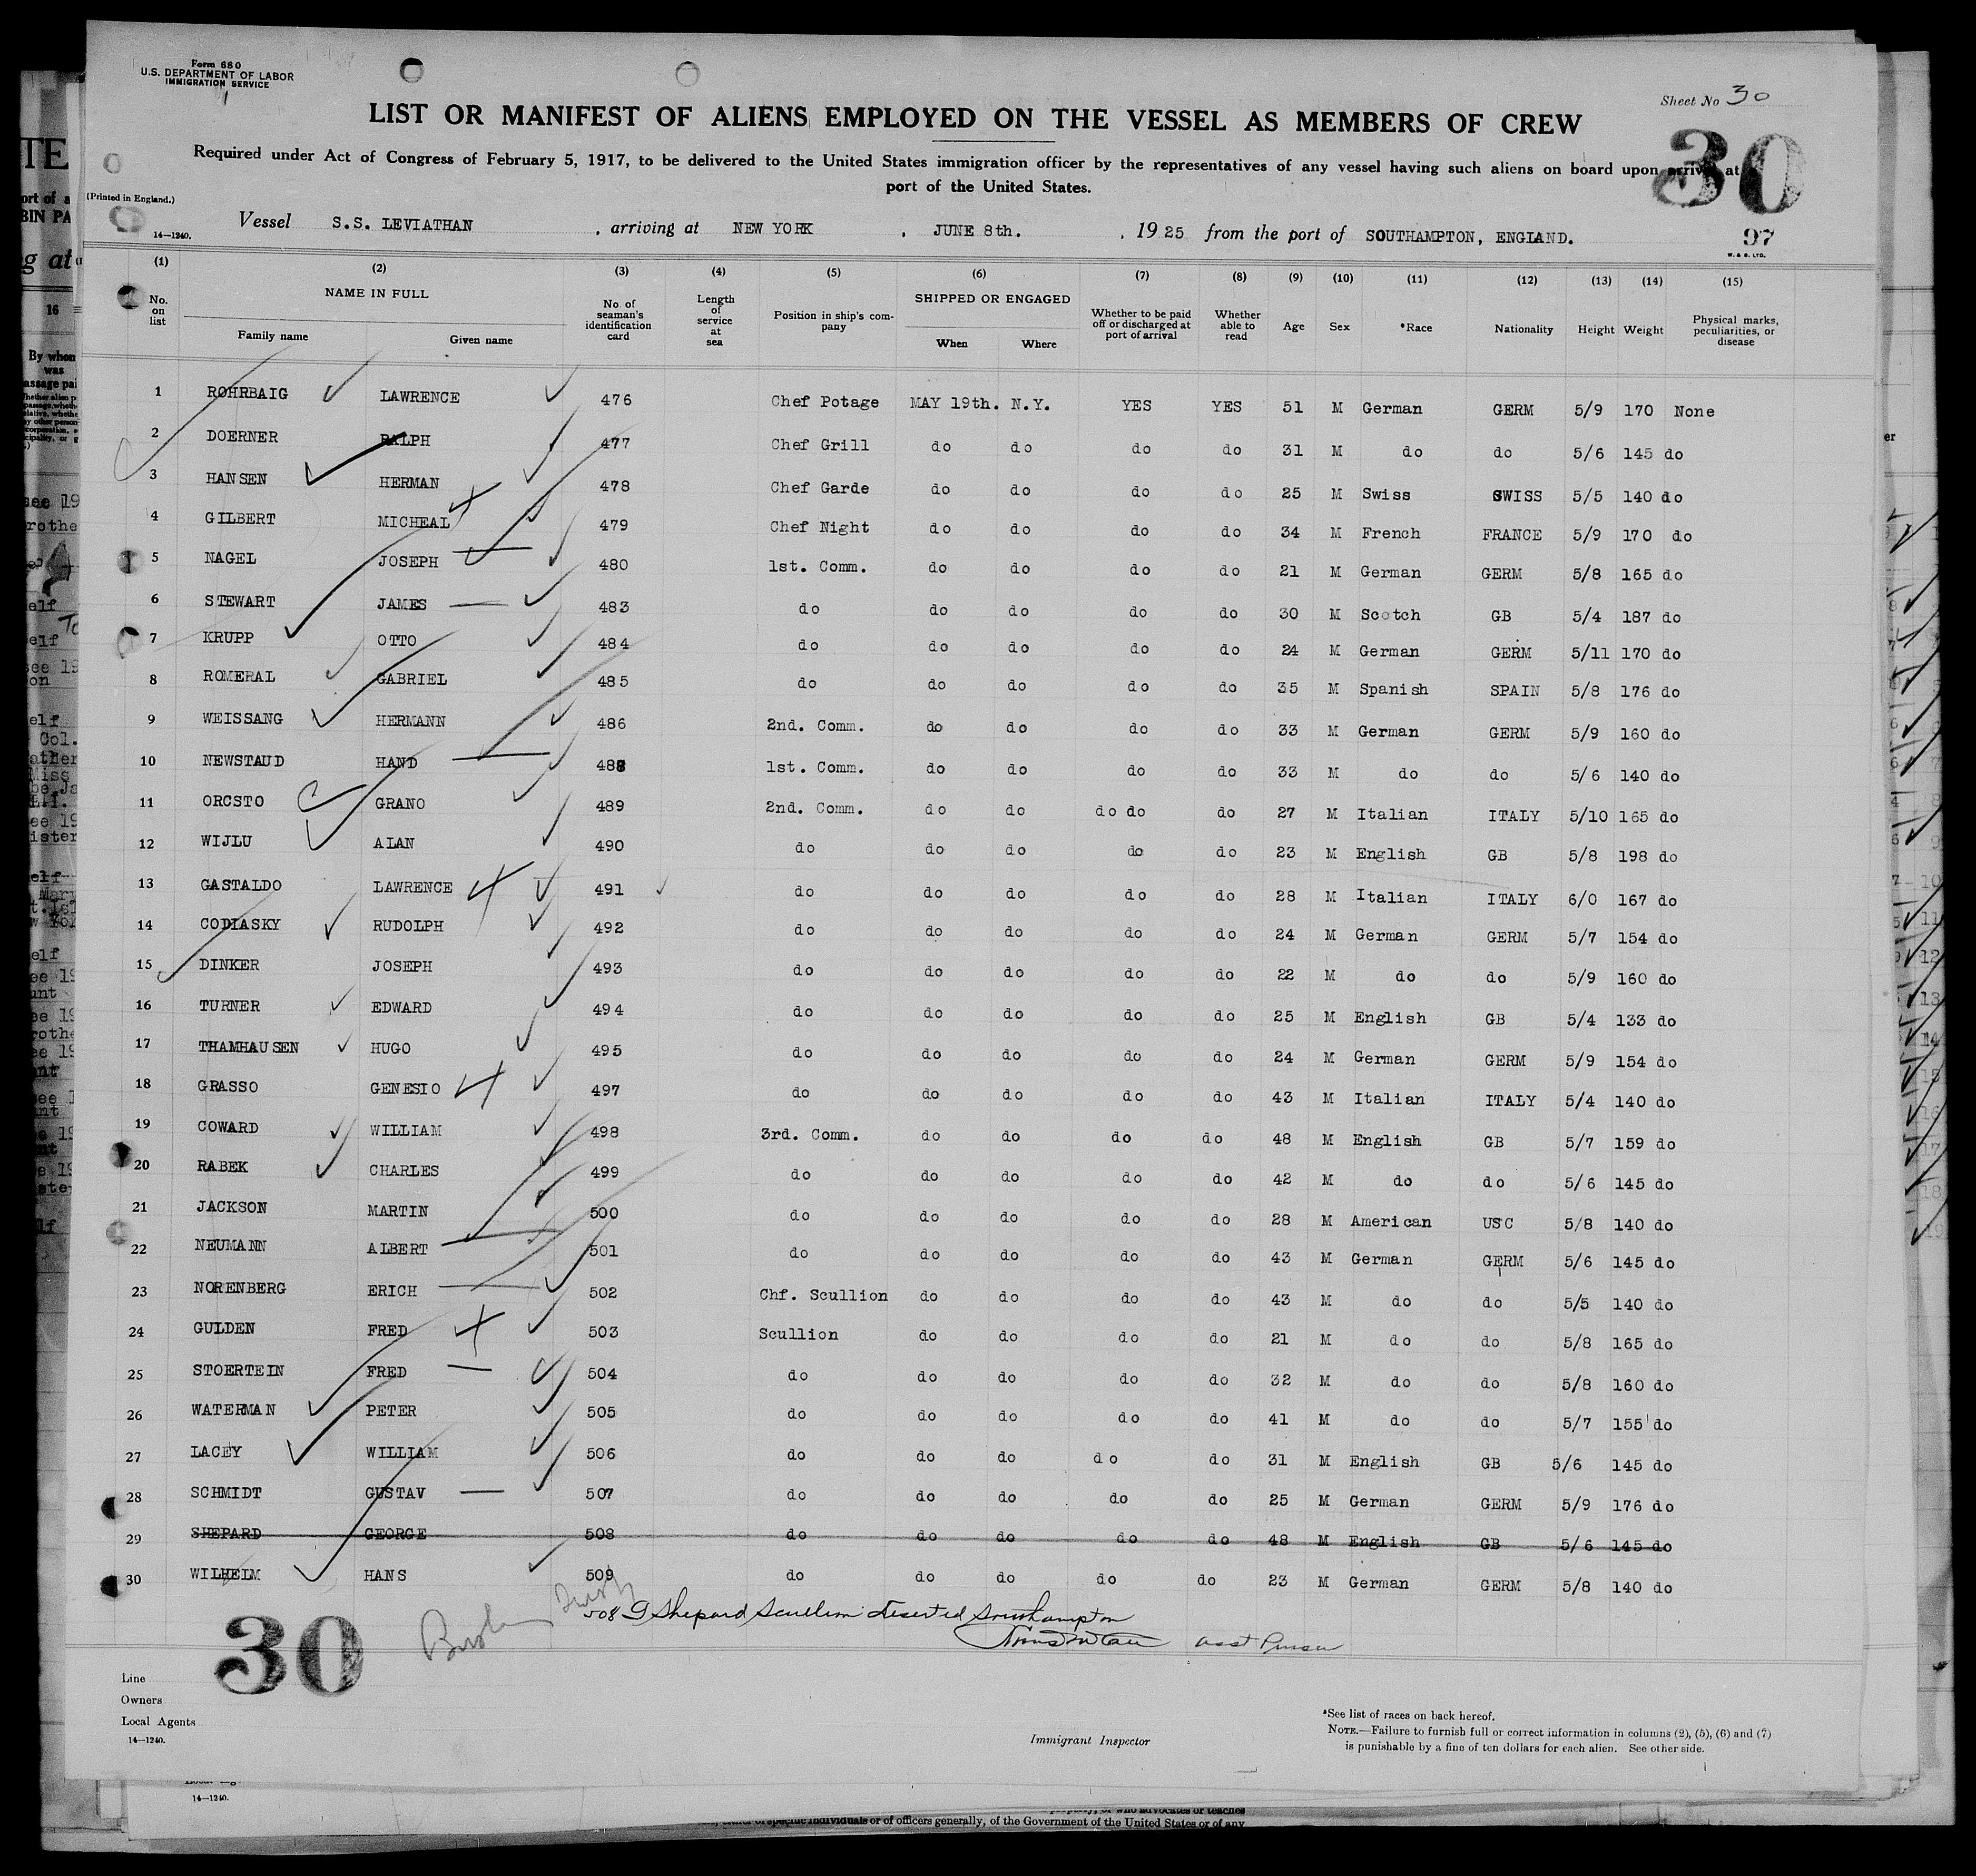 Form 680
U.S. DEPARTMENT OF LABOR
IMMIGRATION SERVICE
Sheet No 30
LIST OR MANIFEST OF ALIENS EMPLOYED ON THE VESSEL AS MEMBERS OF CREW
30
Required under Act of Congress of February 5, 1917, to be delivered to the United States immigration officer by the representatives of any vessel having such aliens on board upon arrival at
port of the United States.
(Printed in England.)
14—1240.
Vessel S.S. LEVIATHAN , arriving at NEW YORK , JUNE 8th. , 19 25 from the port of SOUTHAMPTON, ENGLAND.
97
W. & S. LTD.
(1) (2) (3) (4) (5) (6) (7) (8) (9) (10) (11) (12) (13) (14) (15)
No. on list NAME IN FULL Family name Given name No. of seaman's identification card Length of service at sea Position in ship's company SHIPPED OR ENGAGED When Where Whether to be paid off or discharged at port of arrival Whether able to read Age Sex *Race Nationality Height Weight Physical marks, peculiarities, or disease
1 ROHRBAIG LAWRENCE 476 Chef Potage MAY 19th. N.Y. YES YES 51 M German GERM 5/9 170 None
2 DOERNER RALPH 477 Chef Grill do do do do 31 M do do 5/6 145 do
3 HANSEN HERMAN 478 Chef Garde do do do do 25 M Swiss SWISS 5/5 140 do
4 GILBERT MICHEAL 479 Chef Night do do do do 34 M French FRANCE 5/9 170 do
5 NAGEL JOSEPH 480 1st. Comm. do do do do 21 M German GERM 5/8 165 do
6 STEWART JAMES 483 do do do do do 30 M Scotch GB 5/4 187 do
7 KRUPP OTTO 484 do do do do do 24 M German GERM 5/11 170 do
8 ROMERAL GABRIEL 485 do do do do do 35 M Spanish SPAIN 5/8 176 do
9 WEISSANG HERMANN 486 2nd. Comm. do do do do 33 M German GERM 5/9 160 do
10 NEWSTAUD HAND 488 1st. Comm. do do do do 33 M do do 5/6 140 do
11 ORCSTO GRANO 489 2nd. Comm. do do do do do 27 M Italian ITALY 5/10 165 do
12 WIJLU ALAN 490 do do do do do 23 M English GB 5/8 198 do
13 GASTALDO LAWRENCE 491 do do do do do 28 M Italian ITALY 6/0 167 do
14 CODIASKY RUDOLPH 492 do do do do do 24 M German GERM 5/7 154 do
15 DINKER JOSEPH 493 do do do do do 22 M do do 5/9 160 do
16 TURNER EDWARD 494 do do do do do 25 M English GB 5/4 133 do
17 THAMHAUSEN HUGO 495 do do do do do 24 M German GERM 5/9 154 do
18 GRASSO GENESIO 497 do do do do do 43 M Italian ITALY 5/4 140 do
19 COWARD WILLIAM 498 3rd. Comm. do do do do 48 M English GB 5/7 159 do
20 RABEK CHARLES 499 do do do do do 42 M do do 5/6 145 do
21 JACKSON MARTIN 500 do do do do do 28 M American USC 5/8 140 do
22 NEUMANN ALBERT 501 do do do do do 43 M German GERM 5/6 145 do
23 NORENBERG ERICH 502 Chf. Scullion do do do do 43 M do do 5/5 140 do
24 GULDEN FRED 503 Scullion do do do do 21 M do do 5/8 165 do
25 STOERTEIN FRED 504 do do do do do 32 M do do 5/8 160 do
26 WATERMAN PETER 505 do do do do do 41 M do do 5/7 155 do
27 LACEY WILLIAM 506 do do do do do 31 M English GB 5/6 145 do
28 SCHMIDT GUSTAV 507 do do do do do 25 M German GERM 5/9 176 do
29 SHEPARD GEORGE 508 do do do do do 48 M English GB 5/6 145 do
30 WILHELM HANS 509 do do do do do 23 M German GERM 5/8 140 do
508 G Shepard Scullion deserted Southampton
asst Purser
30
Line
Owners
Local Agents
14—1240.
Immigrant Inspector
*See list of races on back hereof.
NOTE.—Failure to furnish full or correct information in columns (2), (5), (6) and (7)
is punishable by a fine of ten dollars for each alien. See other side.
14—1240.
of specific individuals or of officers generally, of the Government of the United States or of any